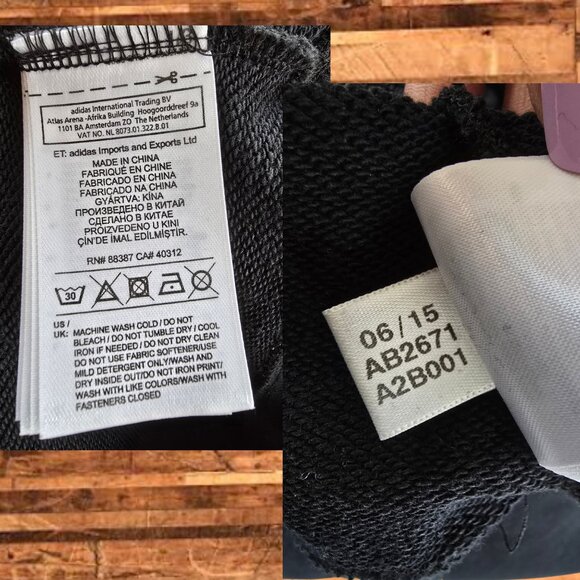 adidas International Trading BV
Atlas Arena -Afrika Building Hoogoorddreef 9a
1101 BA Amsterdam ZO The Netherlands
VAT NO. NL 8073.01.322.B.01
ET: adidas Imports and Exports Ltd
MADE IN CHINA
FABRIQUÉ EN CHINE
FABRICADO EN CHINA
FABRICADO NA CHINA
GYÁRTVA: KÍNA
ПРОИЗВЕДЕНО В КИТАЙ
СДЕЛАНО В КИТАЕ
PROIZVEDENO U KINI
ÇİN'DE İMAL EDİLMİŞTİR.
RN# 88387 CA# 40312
30
US /
UK: MACHINE WASH COLD / DO NOT
BLEACH / DO NOT TUMBLE DRY / COOL
IRON IF NEEDED / DO NOT DRY CLEAN
DO NOT USE FABRIC SOFTENER/USE
MILD DETERGENT ONLY/WASH AND
DRY INSIDE OUT/DO NOT IRON PRINT/
WASH WITH LIKE COLORS/WASH WITH
FASTENERS CLOSED
06 / 15
AB2671
A2B001